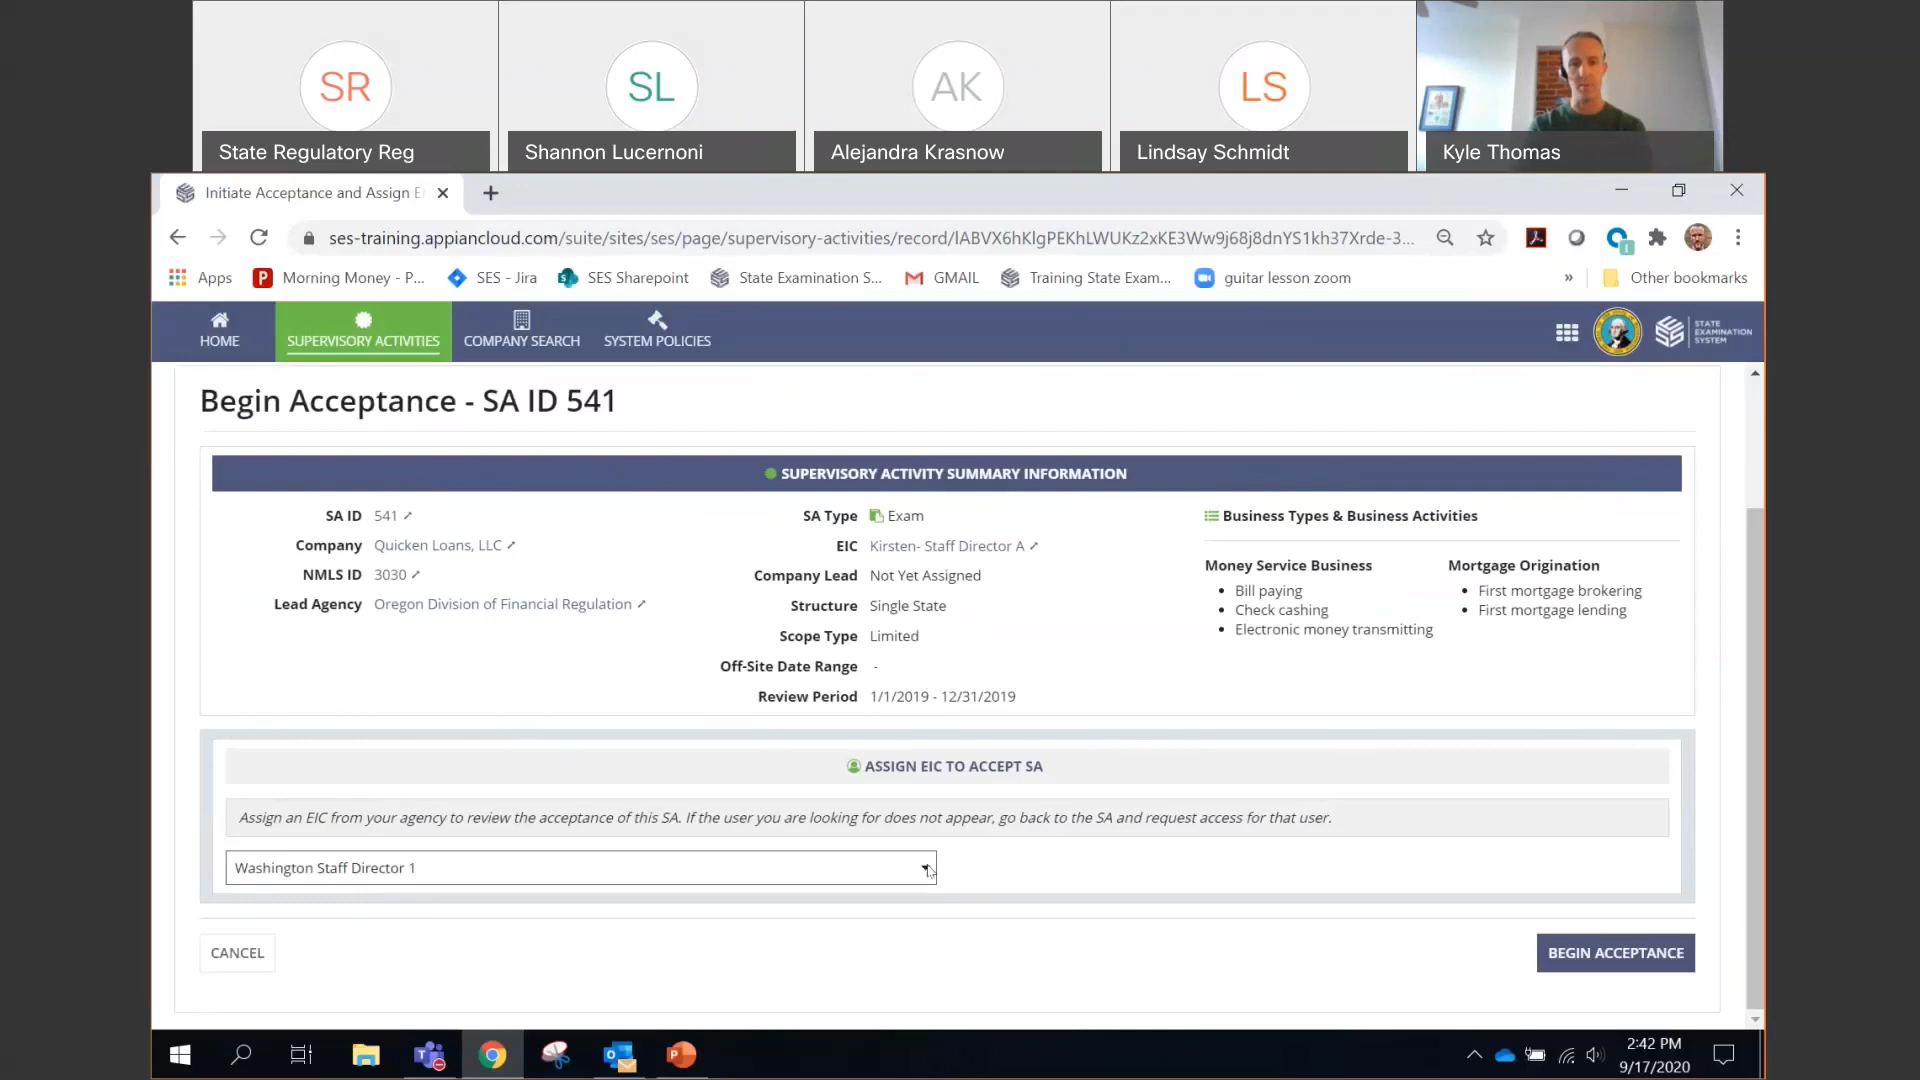 SR
SL
AK
LS
State Regulatory Reg
Shannon Lucernoni
Alejandra Krasnow
Lindsay Schmidt
Kyle Thomas
Initiate Acceptance and Assign E
ses-training.appiancloud.com/suite/sites/ses/page/supervisory-activities/record/lABVX6hKlgPEKhLWUKz2xKE3Ww9j68j8dnYS1kh37Xrde-3...
Apps
Morning Money - P...
SES - Jira
SES Sharepoint
State Examination S...
GMAIL
Training State Exam...
guitar lesson zoom
»
Other bookmarks
HOME
SUPERVISORY ACTIVITIES
COMPANY SEARCH
SYSTEM POLICIES
STATE
EXAMINATION
SYSTEM
Begin Acceptance - SA ID 541
SUPERVISORY ACTIVITY SUMMARY INFORMATION
SA ID 541
Company Quicken Loans, LLC
NMLS ID 3030
Lead Agency Oregon Division of Financial Regulation
SA Type Exam
EIC Kirsten- Staff Director A
Company Lead Not Yet Assigned
Structure Single State
Scope Type Limited
Off-Site Date Range -
Review Period 1/1/2019 - 12/31/2019
Business Types & Business Activities
Money Service Business
• Bill paying
• Check cashing
• Electronic money transmitting
Mortgage Origination
• First mortgage brokering
• First mortgage lending
ASSIGN EIC TO ACCEPT SA
Assign an EIC from your agency to review the acceptance of this SA. If the user you are looking for does not appear, go back to the SA and request access for that user.
Washington Staff Director 1
CANCEL
BEGIN ACCEPTANCE
2:42 PM
9/17/2020